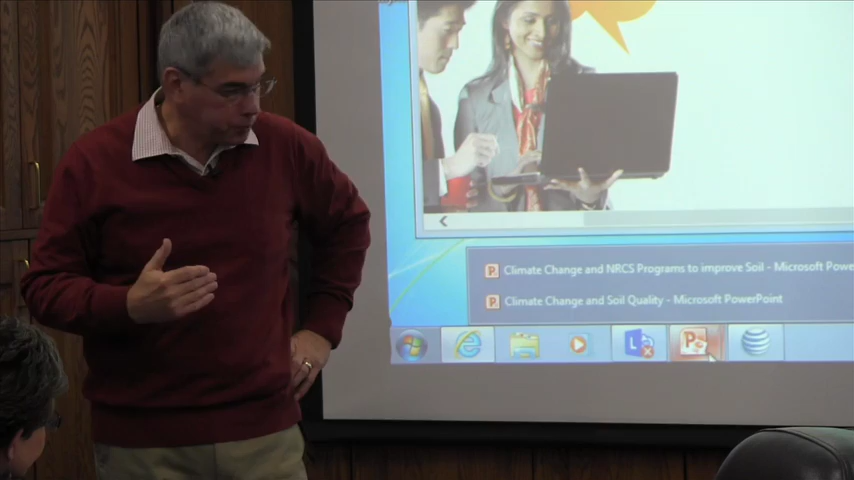 Climate Change and NRCS Programs to improve Soil - Microsoft Powe
Climate Change and Soil Quality - Microsoft PowerPoint